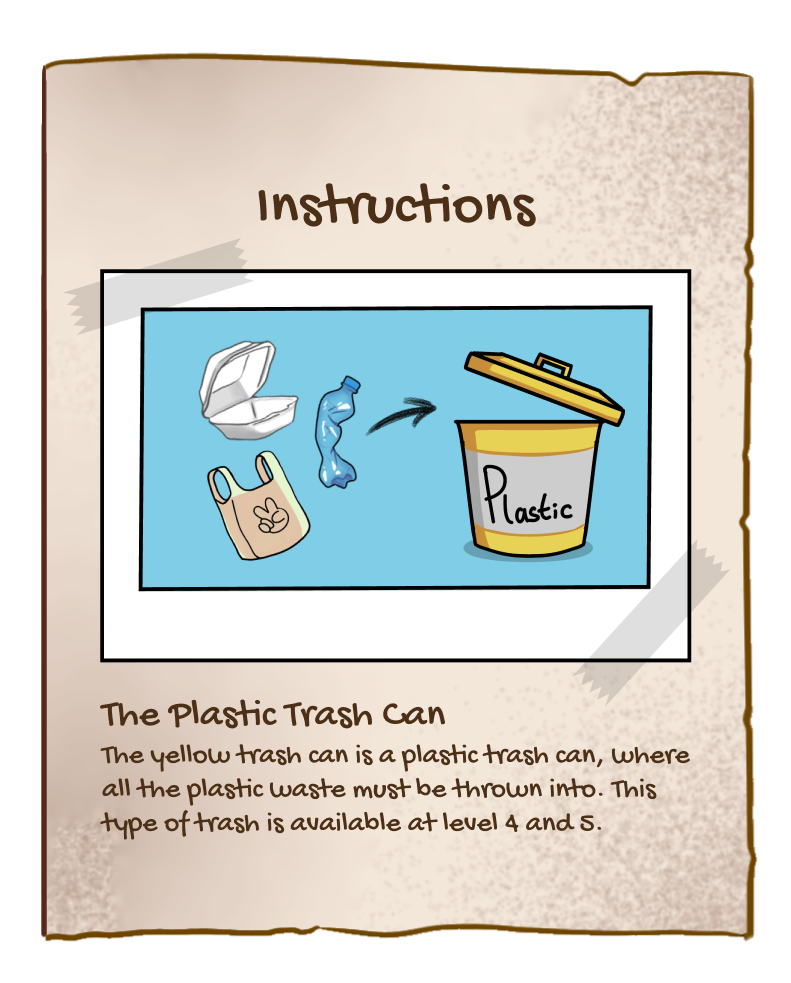 Instructions
Plastic
The Plastic Trash Can
The yellow trash can is a plastic trash can, where
all the plastic waste must be thrown into. This
type of trash is available at level 4 and 5.